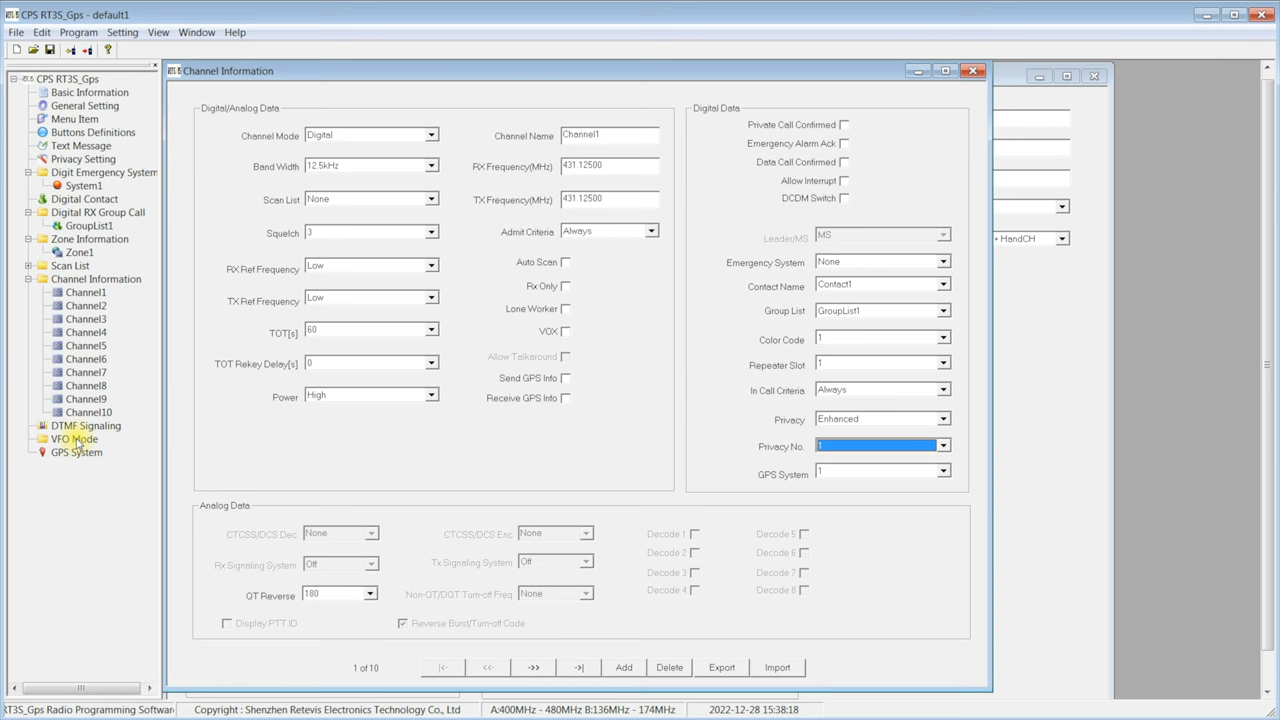 CPS RT3S_Gps - default1
File Edit Program Setting View Window Help
CPS RT3S_Gps
Basic Information
General Setting
Menu Item
Buttons Definitions
Text Message
Privacy Setting
Digit Emergency System
System1
Digital Contact
Digital RX Group Call
GroupList1
Zone Information
Zone1
Scan List
Channel Information
Channel1
Channel2
Channel3
Channel4
Channel5
Channel6
Channel7
Channel8
Channel9
Channel10
DTMF Signaling
VFO Mode
GPS System
Channel Information
Digital/Analog Data
Channel Mode Digital
Band Width 12.5kHz
Scan List None
Squelch 3
RX Ref Frequency Low
TX Ref Frequency Low
TOT[s] 60
TOT Rekey Delay[s] 0
Power High
Channel Name Channel1
RX Frequency(MHz) 431.12500
TX Frequency(MHz) 431.12500
Admit Criteria Always
Auto Scan
Rx Only
Lone Worker
VOX
Allow Talkaround
Send GPS Info
Receive GPS Info
Digital Data
Private Call Confirmed
Emergency Alarm Ack
Data Call Confirmed
Allow Interrupt
DCDM Switch
Leader/MS MS
Emergency System None
Contact Name Contact1
Group List GroupList1
Color Code 1
Repeater Slot 1
In Call Criteria Always
Privacy Enhanced
Privacy No. 1
GPS System 1
+ HandCH
Analog Data
CTCSS/DCS Dec None CTCSS/DCS Enc None Decode 1 Decode 5
Rx Signaling System Off Tx Signaling System Off Decode 2 Decode 6
QT Reverse 180 Non-QT/DQT Turn-off Freq None Decode 3 Decode 7
Decode 4 Decode 8
Display PTT ID Reverse Burst/Turn-off Code
1 of 10 |<- <<- ->> ->| Add Delete Export Import
RT3S_Gps Radio Programming Softwar Copyright : Shenzhen Retevis Electronics Technology Co., Ltd A:400MHz - 480MHz B:136MHz - 174MHz 2022-12-28 15:38:18